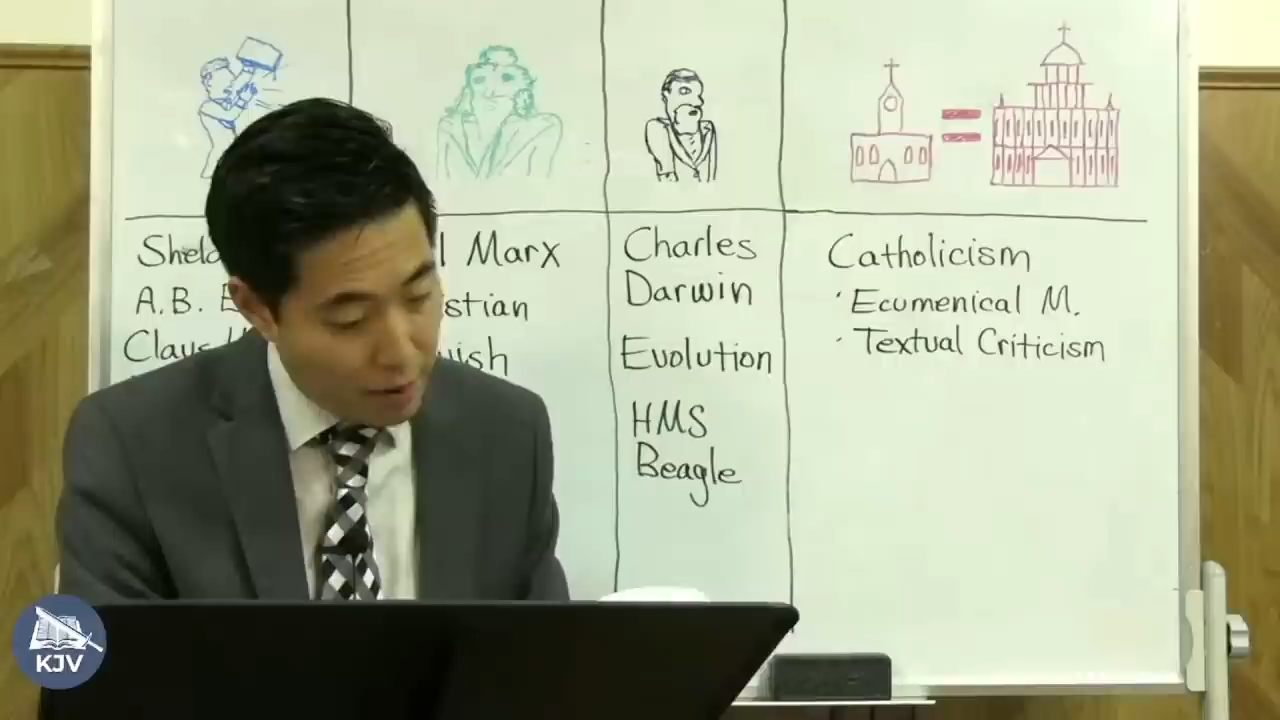 Marx
A.B.
Charles
Darwin
Evolution
HMS
Beagle
Catholicism
· Ecumenical M.
· Textual Criticism
KJV